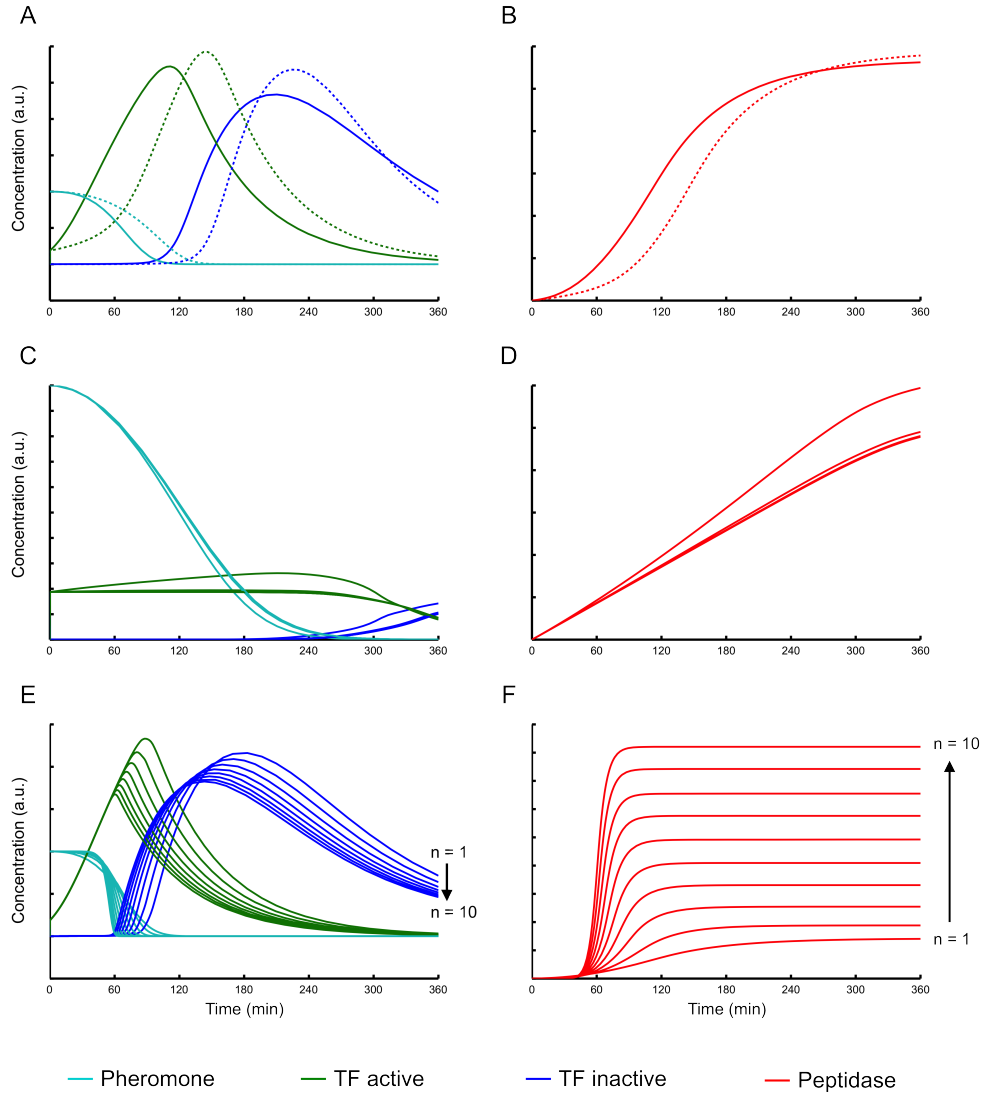 A B
Concentration (a.u.)
0 60 120 180 240 300 360
0 60 120 180 240 300 360
C D
Concentration (a.u.)
0 60 120 180 240 300 360
0 60 120 180 240 300 360
E F
Concentration (a.u.)
n = 1
n = 10
0 60 120 180 240 300 360
Time (min)
n = 10
n = 1
0 60 120 180 240 300 360
Time (min)
Pheromone TF active TF inactive Peptidase